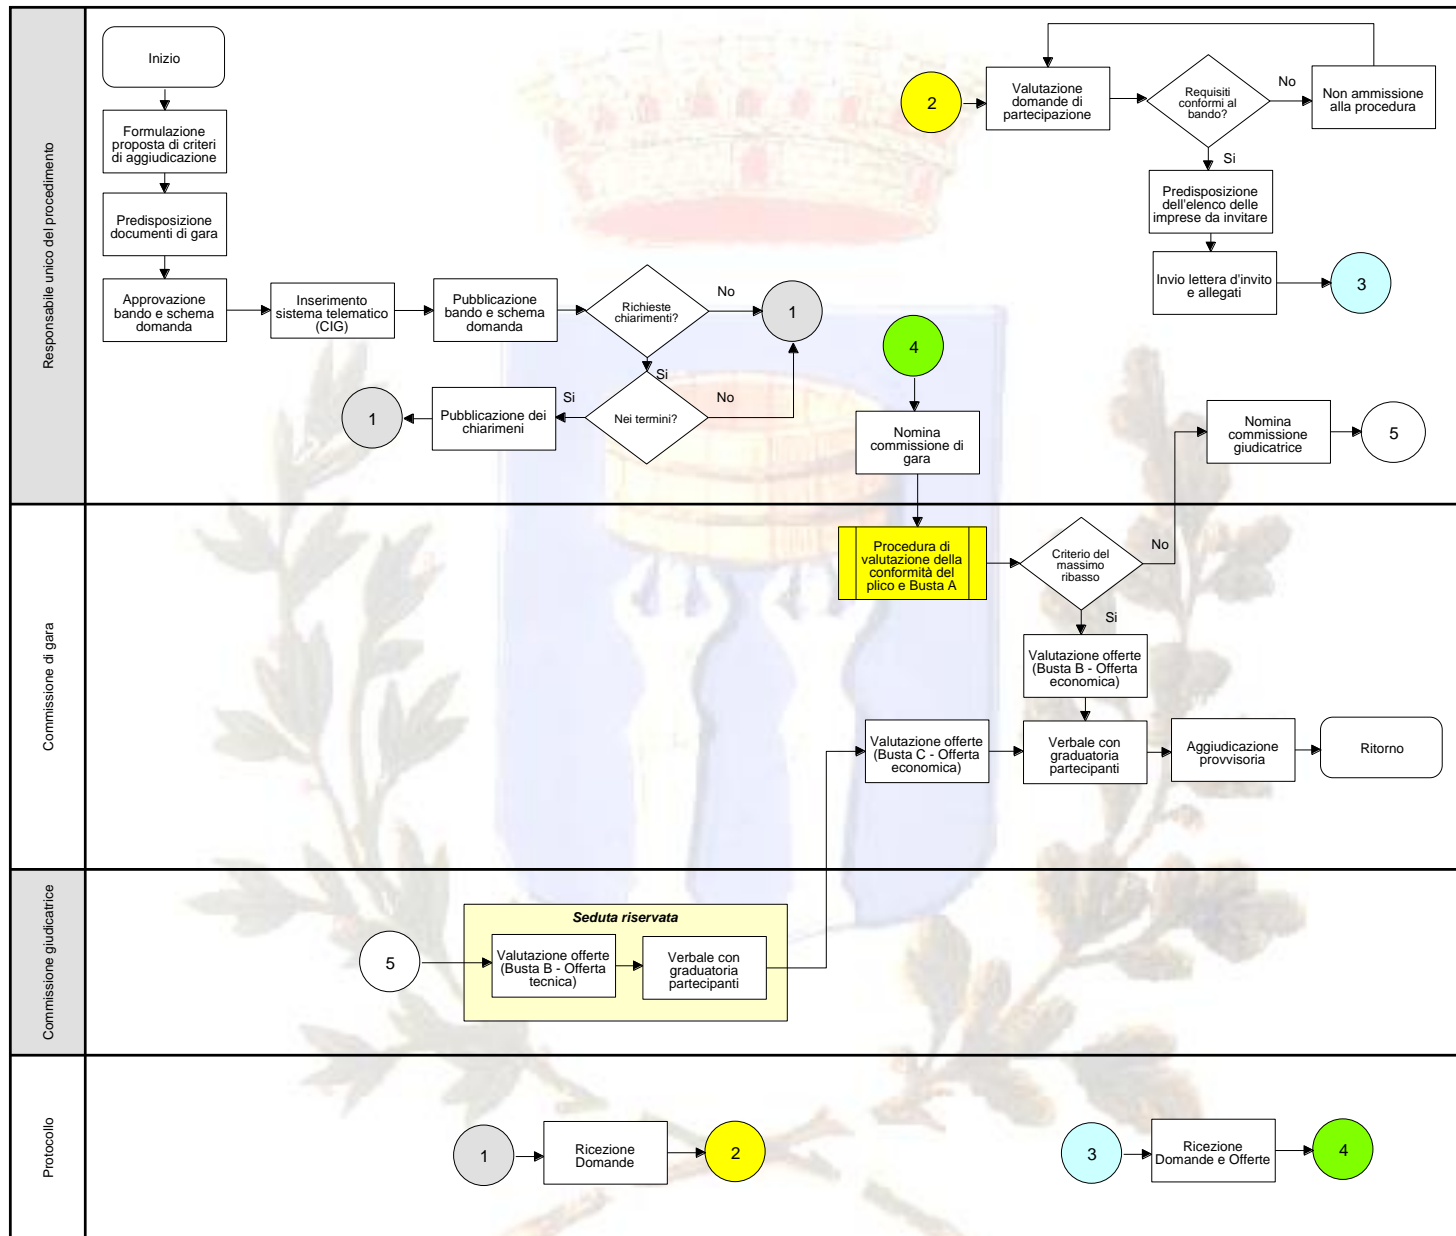 Responsabile unico del procedimento
Inizio
Formulazione
proposta di criteri
di aggiudicazione
Predisposizione
documenti di gara
Approvazione
bando e schema
domanda
Inserimento
sistema telematico
(CIG)
Pubblicazione
bando e schema
domanda
Richieste
chiarimenti?
No
1
Si
Nei termini?
No
Si
Pubblicazione dei
chiarimeni
1
2
Valutazione
domande di
partecipazione
Requisiti
conformi al
bando?
No
Non ammissione
alla procedura
Si
Predisposizione
dell'elenco delle
imprese da invitare
Invio lettera d'invito
e allegati
3
4
Nomina
commissione di
gara
Nomina
commissione
giudicatrice
5
Commissione di gara
Procedura di
valutazione della
conformità del
plico e Busta A
Criterio del
massimo
ribasso
No
Si
Valutazione offerte
(Busta B - Offerta
economica)
Valutazione offerte
(Busta C - Offerta
economica)
Verbale con
graduatoria
partecipanti
Aggiudicazione
provvisoria
Ritorno
Commissione giudicatrice
5
Seduta riservata
Valutazione offerte
(Busta B - Offerta
tecnica)
Verbale con
graduatoria
partecipanti
Protocollo
1
Ricezione
Domande
2
3
Ricezione
Domande e Offerte
4